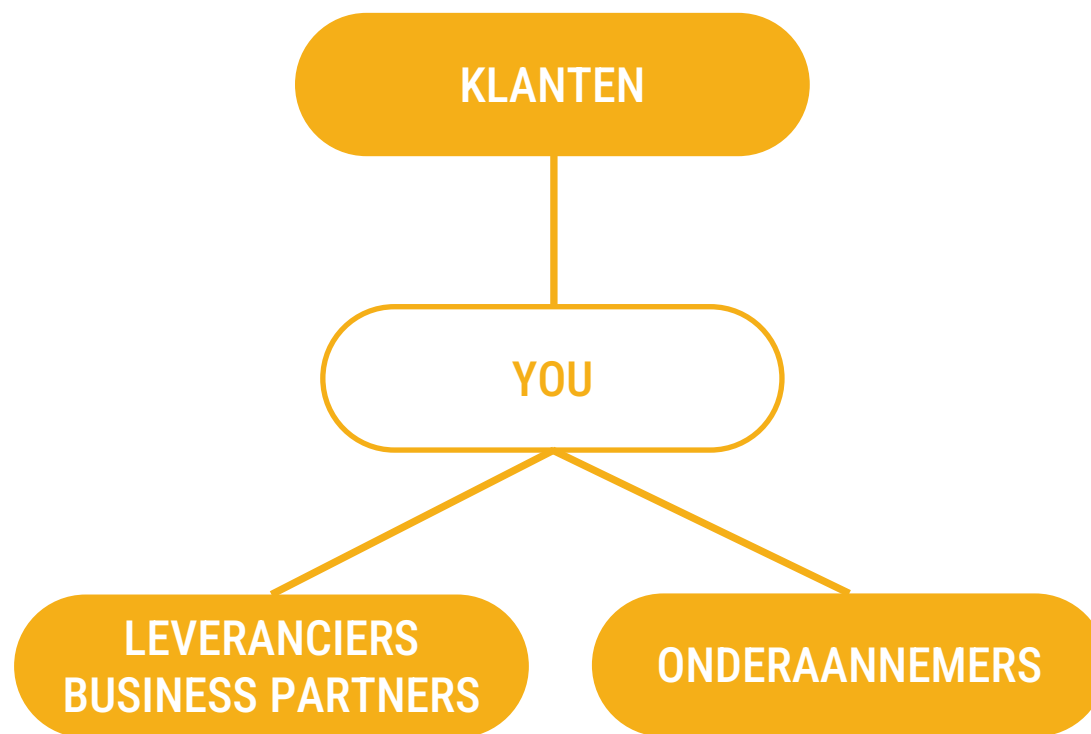 KLANTEN
YOU
LEVERANCIERS
BUSINESS PARTNERS
ONDERAANNEMERS